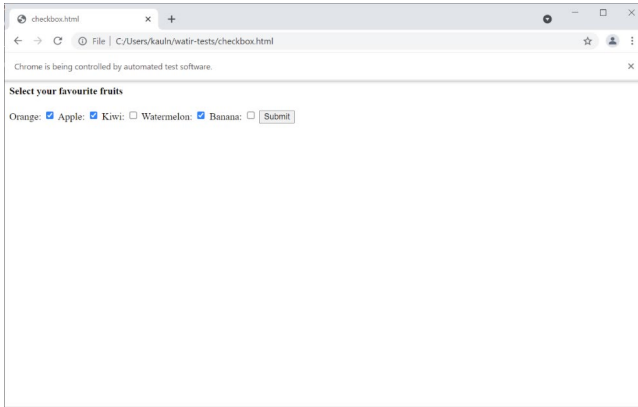 checkbox.html
File | C:/Users/kauln/watir-tests/checkbox.html
Chrome is being controlled by automated test software.
Select your favourite fruits
Orange: Apple: Kiwi: Watermelon: Banana: Submit